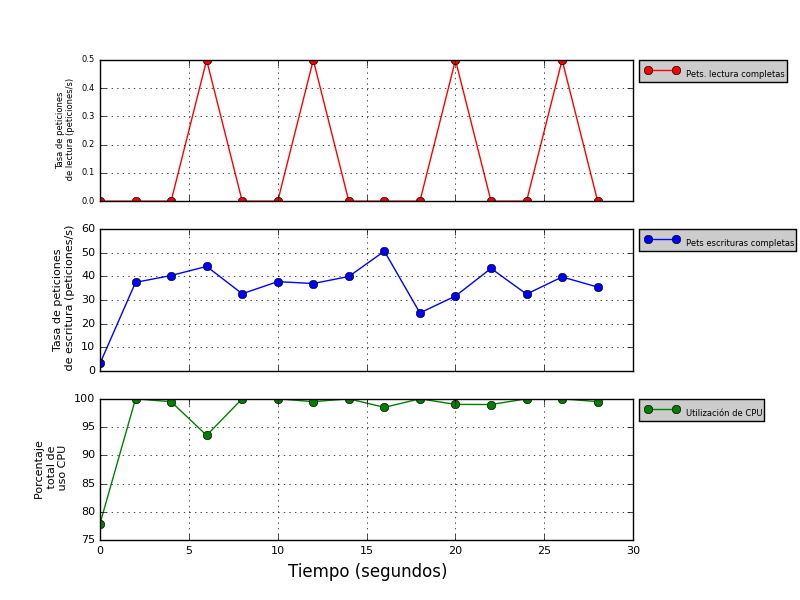 0.5
0.4
0.3
0.2
0.1
0.0
Tasa de peticiones
de lectura (peticiones/s)
Pets. lectura completas
60
50
40
30
20
10
0
Tasa de peticiones
de escritura (peticiones/s)
Pets escrituras completas
100
95
90
85
80
75
Porcentaje
total de
uso CPU
Utilización de CPU
0 5 10 15 20 25 30
Tiempo (segundos)